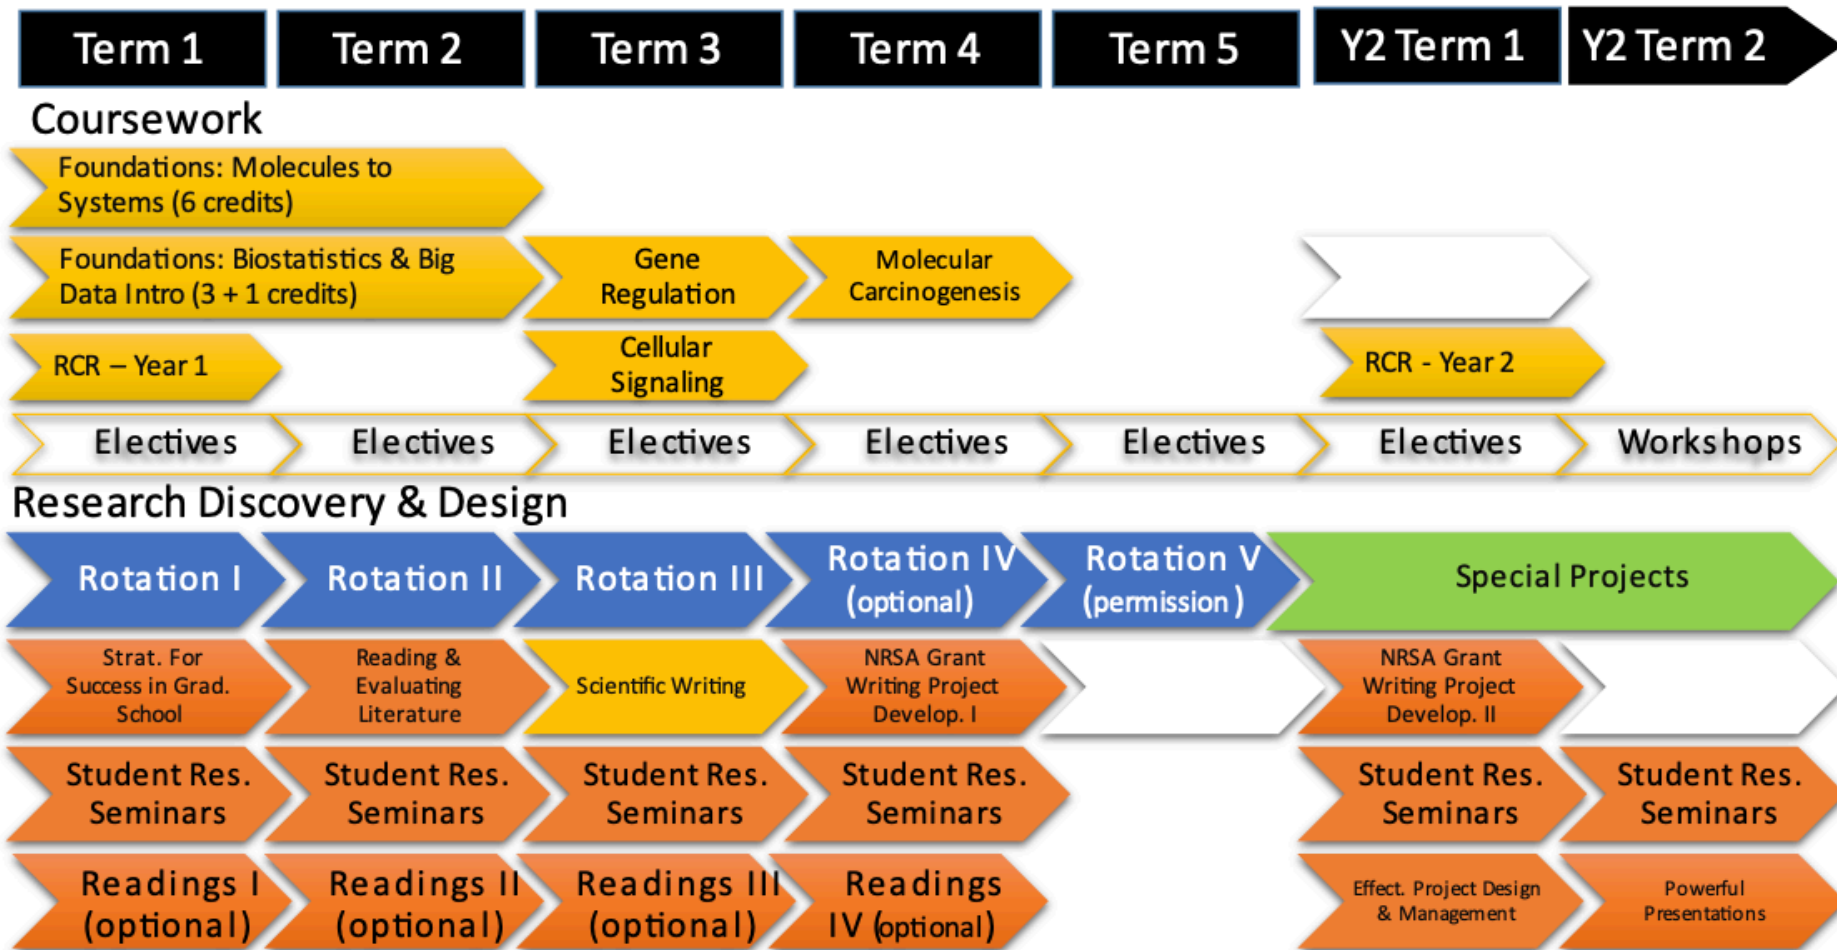 Term 1
Term 2
Term 3
Term 4
Term 5
Y2 Term 1
Y2 Term 2
Coursework
Foundations: Molecules to
Systems (6 credits)
Foundations: Biostatistics & Big
Data Intro (3 + 1 credits)
Gene
Regulation
Molecular
Carcinogenesis
RCR – Year 1
Cellular
Signaling
RCR - Year 2
Electives
Electives
Electives
Electives
Electives
Electives
Workshops
Research Discovery & Design
Rotation I
Rotation II
Rotation III
Rotation IV
(optional)
Rotation V
(permission)
Special Projects
Strat. For
Success in Grad.
School
Reading &
Evaluating
Literature
Scientific Writing
NRSA Grant
Writing Project
Develop. I
NRSA Grant
Writing Project
Develop. II
Student Res.
Seminars
Student Res.
Seminars
Student Res.
Seminars
Student Res.
Seminars
Student Res.
Seminars
Student Res.
Seminars
Readings I
(optional)
Readings II
(optional)
Readings III
(optional)
Readings
IV (optional)
Effect. Project Design
& Management
Powerful
Presentations